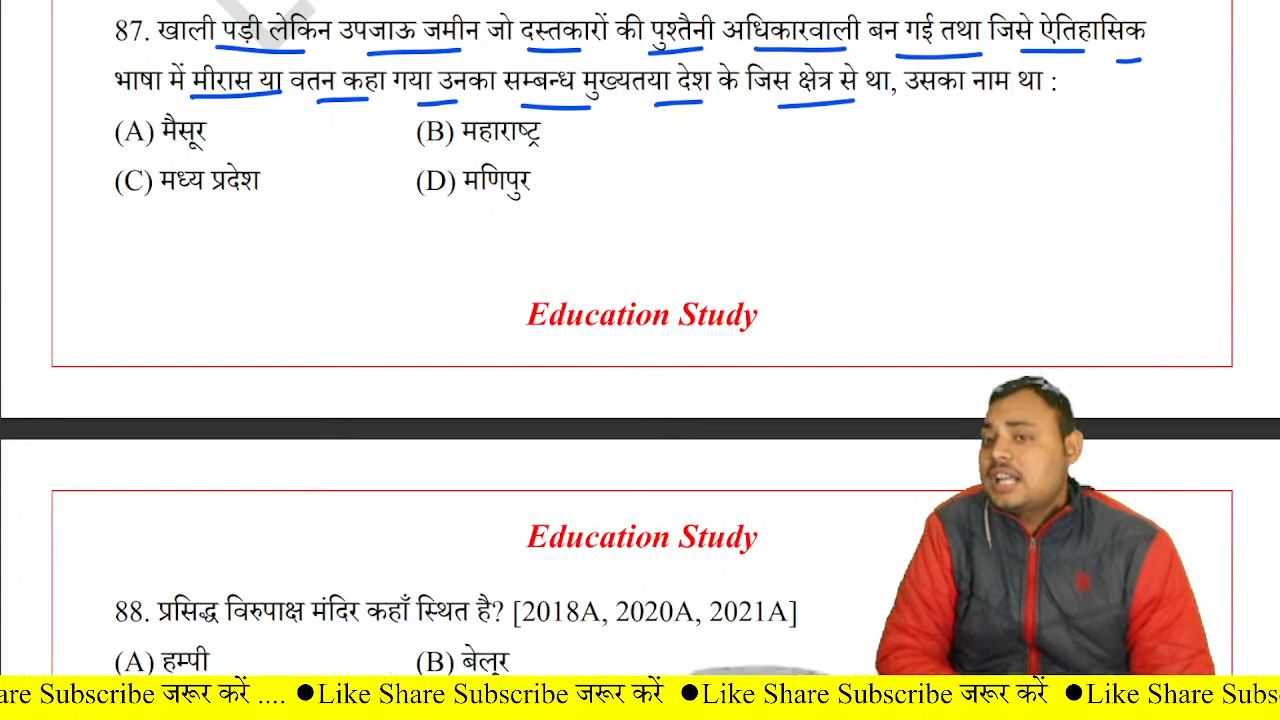 87. खाली पड़ी लेकिन उपजाऊ जमीन जो दस्तकारों की पुश्तैनी अधिकारवाली बन गई तथा जिसे ऐतिहासिक
भाषा में मीरास या वतन कहा गया उनका सम्बन्ध मुख्यतया देश के जिस क्षेत्र से था, उसका नाम था :
(A) मैसूर (B) महाराष्ट्र
(C) मध्य प्रदेश (D) मणिपुर
Education Study
Education Study
88. प्रसिद्ध विरुपाक्ष मंदिर कहाँ स्थित है? [2018A, 2020A, 2021A]
(A) हम्पी (B) बेलूर
are Subscribe जरूर करें .... ●Like Share Subscribe जरूर करें ●Like Share Subscribe जरूर करें ●Like Share Subs